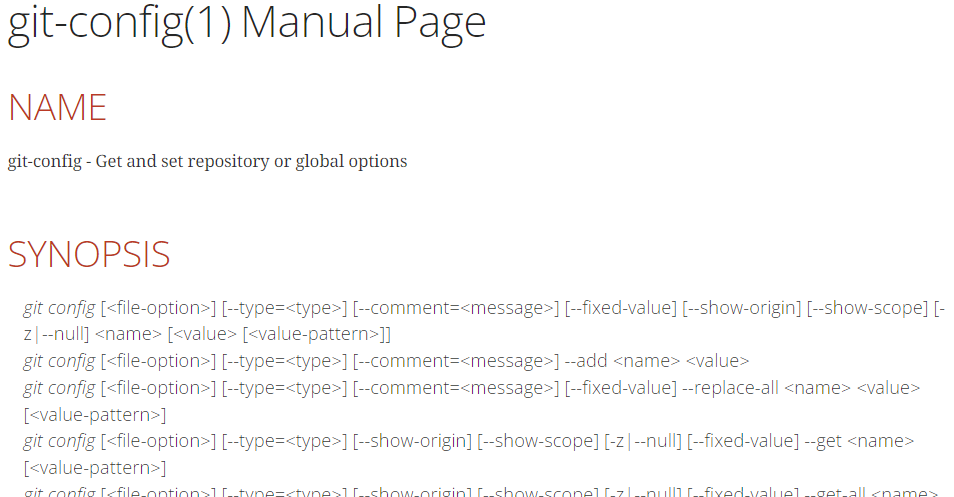 git-config(1) Manual Page
NAME
git-config - Get and set repository or global options
SYNOPSIS
git config [<file-option>] [--type=<type>] [--comment=<message>] [--fixed-value] [--show-origin] [--show-scope] [-
z|--null] <name> [<value> [<value-pattern>]]
git config [<file-option>] [--type=<type>] [--comment=<message>] --add <name> <value>
git config [<file-option>] [--type=<type>] [--comment=<message>] [--fixed-value] --replace-all <name> <value>
[<value-pattern>]
git config [<file-option>] [--type=<type>] [--show-origin] [--show-scope] [-z|--null] [--fixed-value] --get <name>
[<value-pattern>]
git config [<file-option>] [--type=<type>] [--show-origin] [--show-scope] [-z|--null] [--fixed-value] --get-all <name>